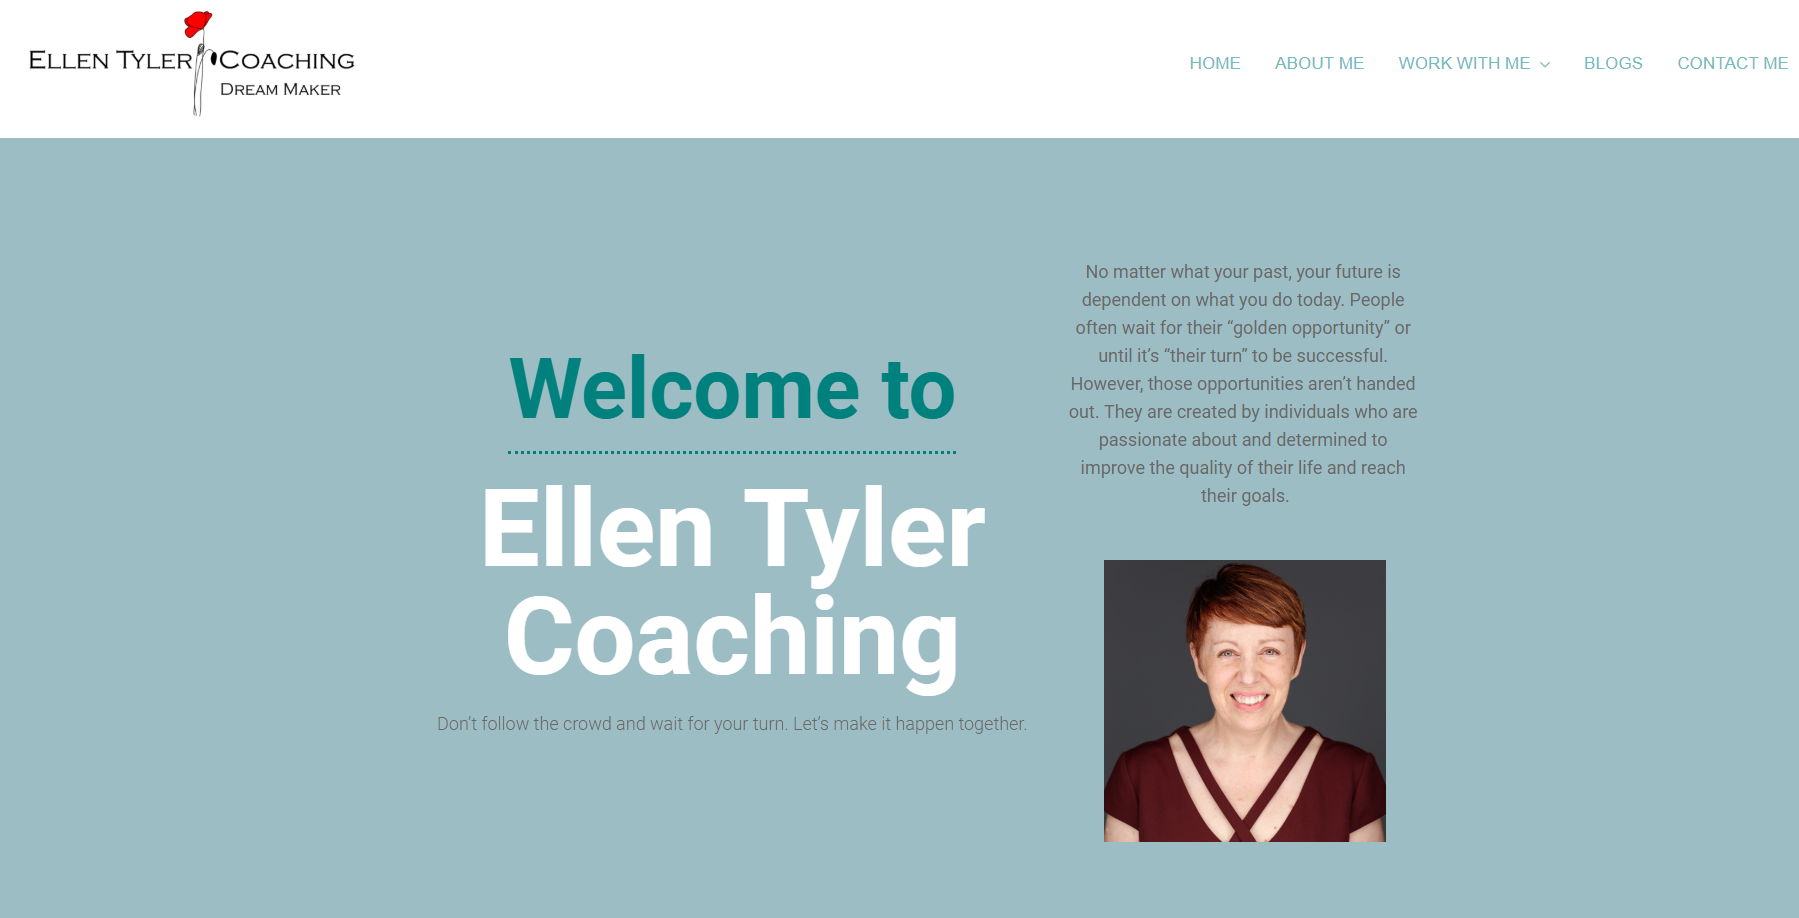 ELLEN TYLER COACHING
DREAM MAKER
HOME
ABOUT ME
WORK WITH ME
BLOGS
CONTACT ME
Welcome to
Ellen Tyler
Coaching
Don't follow the crowd and wait for your turn. Let’s make it happen together.
No matter what your past, your future is
dependent on what you do today. People
often wait for their “golden opportunity” or
until it’s “their turn” to be successful.
However, those opportunities aren’t handed
out. They are created by individuals who are
passionate about and determined to
improve the quality of their life and reach
their goals.